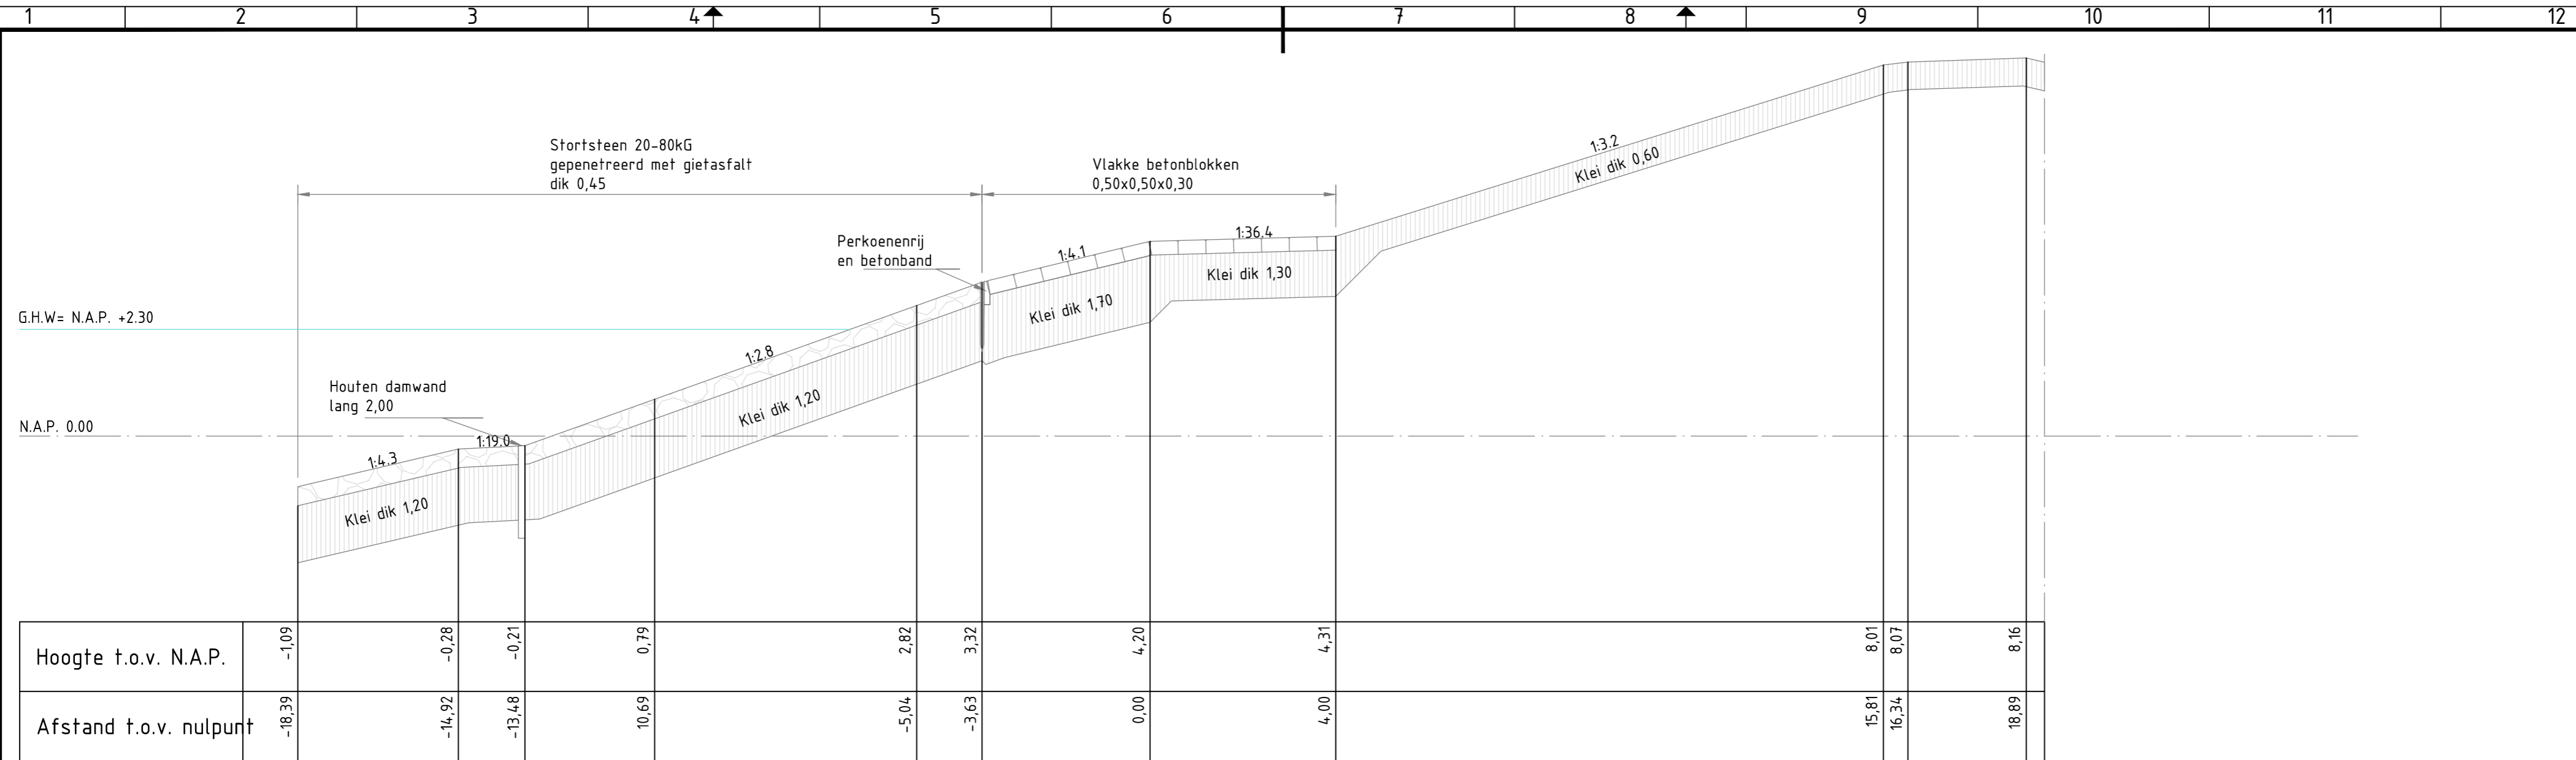 1 2 3 4 5 6 7 8 9 10 11 12
Stortsteen 20-80kG
gepenetreerd met gietasfalt
dik 0,45
Vlakke betonblokken
0,50x0,50x0,30
1:3.2
Klei dik 0,60
Perkoenenrij
en betonband
1:4.1
1:36.4
Klei dik 1,30
Klei dik 1,70
G.H.W= N.A.P. +2.30
1:2.8
Houten damwand
lang 2,00
Klei dik 1,20
N.A.P. 0.00
1:19.0
1:4.3
Klei dik 1,20
Hoogte t.o.v. N.A.P. -1,09 -0,28 -0,21 0,79 2,82 3,32 4,20 4,31 8,01 8,07 8,16
Afstand t.o.v. nulpunt -18,39 -14,92 -13,48 10,69 -5,04 -3,63 0,00 4,00 15,81 16,34 18,89